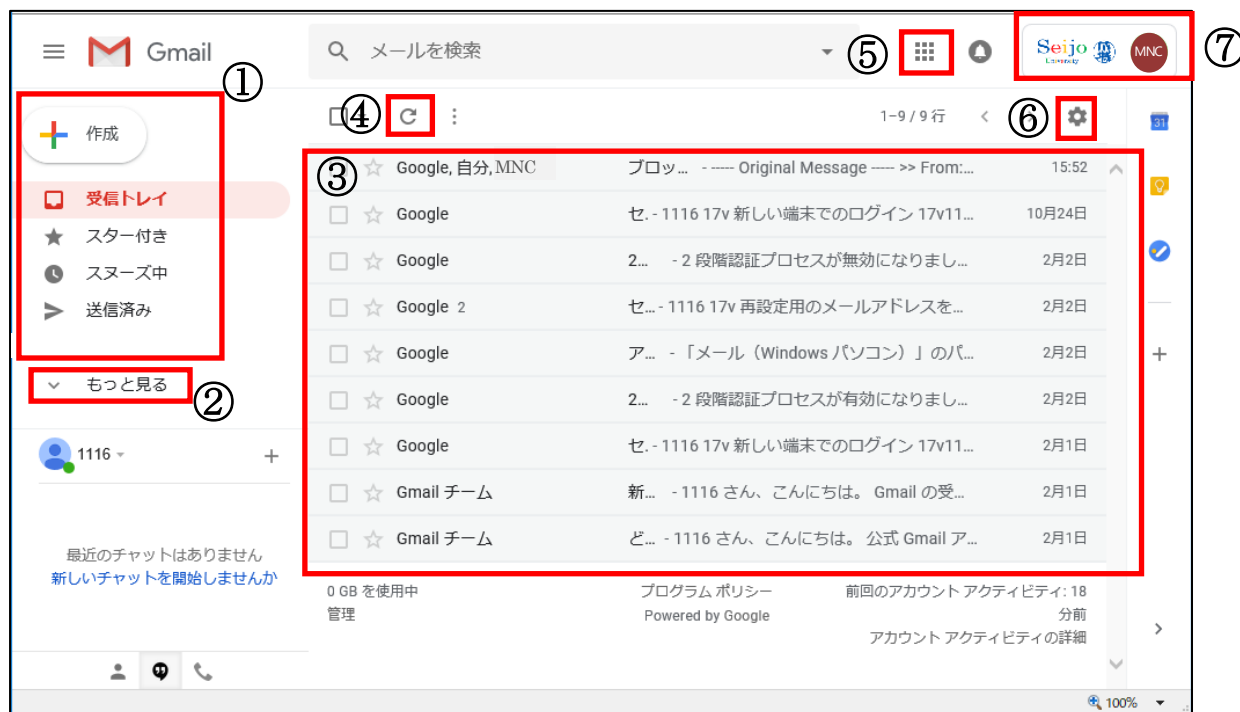 Gmail
メールを検索
⑤
Seijo
University
MNC
⑦
①
作成
④
1–9 / 9 行
⑥
31
受信トレイ
スター付き
スヌーズ中
送信済み
もっと見る
②
③
Google, 自分, MNC ブロッ... - ----- Original Message ----- >> From:... 15:52
Google セ. - 1116 17v 新しい端末でのログイン 17v11... 10月24日
Google 2... - 2 段階認証プロセスが無効になりまし... 2月2日
Google 2 セ... - 1116 17v 再設定用のメールアドレスを... 2月2日
Google ア... - 「メール（Windows パソコン）」のパ... 2月2日
Google 2... - 2 段階認証プロセスが有効になりまし... 2月2日
Google セ. - 1116 17v 新しい端末でのログイン 17v11... 2月1日
Gmail チーム 新... - 1116 さん、こんにちは。 Gmail の受... 2月1日
Gmail チーム ど... - 1116 さん、こんにちは。 公式 Gmail ア... 2月1日
1116
最近のチャットはありません
新しいチャットを開始しませんか
0 GB を使用中
管理
プログラム ポリシー
Powered by Google
前回のアカウント アクティビティ: 18
分前
アカウント アクティビティの詳細
100%